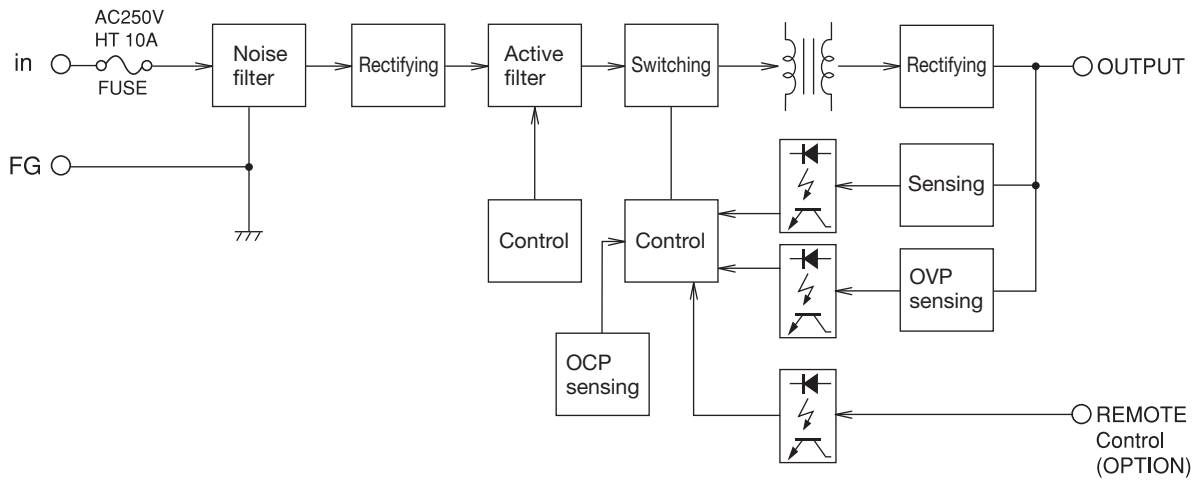 AC250V
HT 10A
FUSE
in
Noise
filter
Rectifying
Active
filter
Switching
Rectifying
OUTPUT
FG
Control
Control
Sensing
OVP
sensing
OCP
sensing
REMOTE
Control
(OPTION)